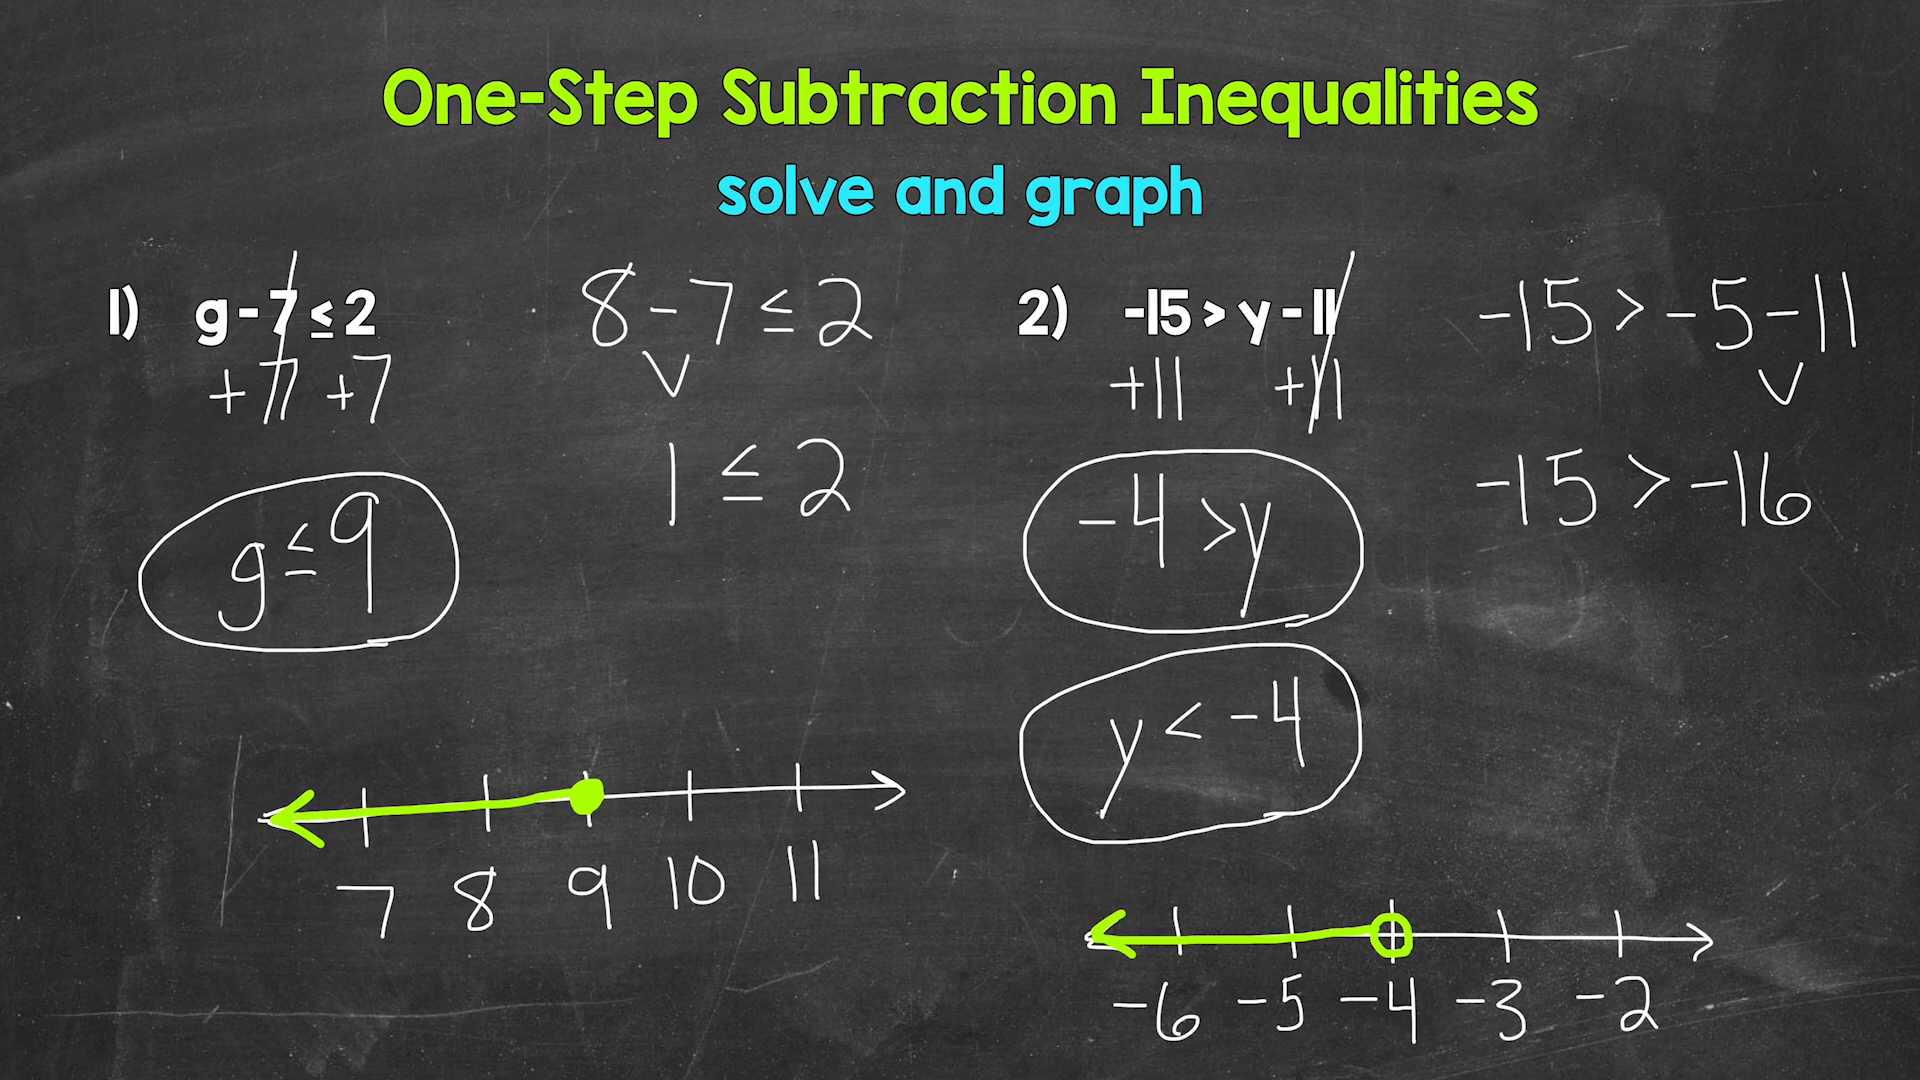 One-Step Subtraction Inequalities
solve and graph
1) g - 7 ≤ 2
+7 +7
g ≤ 9
7 8 9 10 11
8 - 7 ≤ 2
1 ≤ 2
2) -15 > y - 11
+11 +11
-4 > y
y < -4
-6 -5 -4 -3 -2
-15 > -5 - 11
-15 > -16